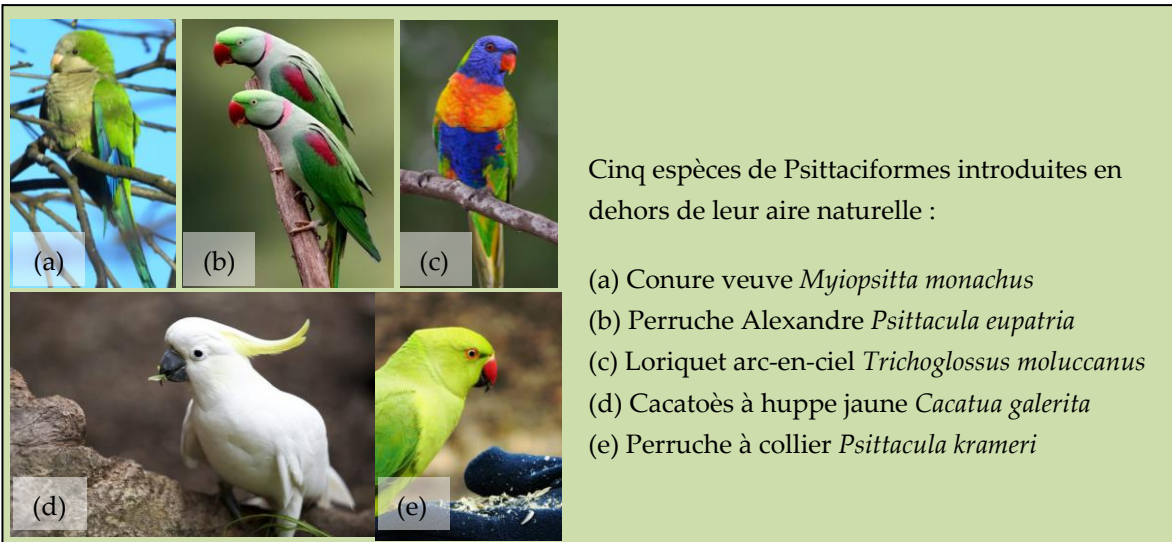 (a)
(b)
(c)
(d)
(e)
Cinq espèces de Psittaciformes introduites en
dehors de leur aire naturelle :
(a) Conure veuve Myiopsitta monachus
(b) Perruche Alexandre Psittacula eupatria
(c) Loriquet arc-en-ciel Trichoglossus moluccanus
(d) Cacatoès à huppe jaune Cacatua galerita
(e) Perruche à collier Psittacula krameri